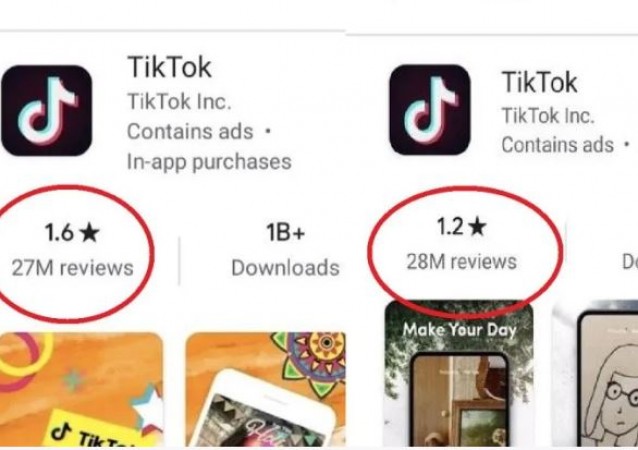 TikTok
TikTok Inc.
Contains ads •
In-app purchases
1.6★
27M reviews
1B+
Downloads
TikTok
TikTok Inc.
Contains ads •
1.2★
28M reviews
Make Your Day